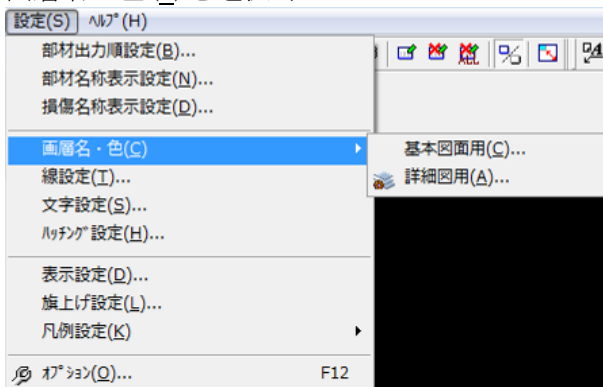 設定(S) ﾍﾙﾌﾟ(H)
部材出力順設定(B)...
部材名称表示設定(N)...
損傷名称表示設定(D)...
画層名・色(C)
基本図面用(C)...
線設定(T)...
詳細図用(A)...
文字設定(S)...
ﾊｯﾁﾝｸﾞ設定(H)...
表示設定(D)...
旗上げ設定(L)...
凡例設定(K)
ｵﾌﾟｼｮﾝ(O)... F12